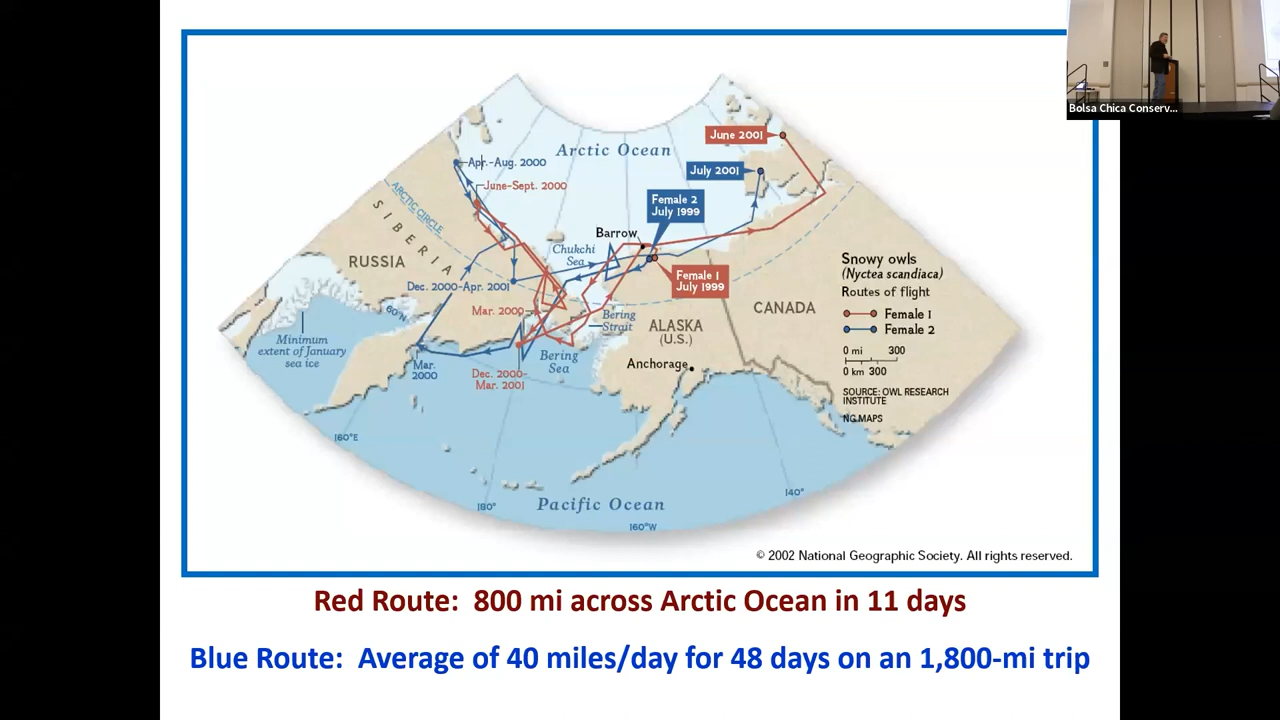 Bolsa Chica Conserv...
Arctic Ocean
June 2001
July 2001
Apr.-Aug. 2000
June-Sept. 2000
Female 2
July 1999
ARCTIC CIRCLE
SIBERIA
Barrow
Chukchi
Sea
RUSSIA
Snowy owls
(Nyctea scandiaca)
Routes of flight
Female 1
July 1999
Dec. 2000-Apr. 2001
Mar. 2000
60°N
CANADA
Female 1
Female 2
Bering
Strait
ALASKA
(U.S.)
Minimum
extent of January
sea ice
Bering
Sea
0 mi 300
0 km 300
Mar.
2000
Dec. 2000-
Mar. 2001
Anchorage
SOURCE: OWL RESEARCH
INSTITUTE
NG MAPS
160°E
180°
Pacific Ocean
140°
160°W
© 2002 National Geographic Society. All rights reserved.
Red Route: 800 mi across Arctic Ocean in 11 days
Blue Route: Average of 40 miles/day for 48 days on an 1,800-mi trip